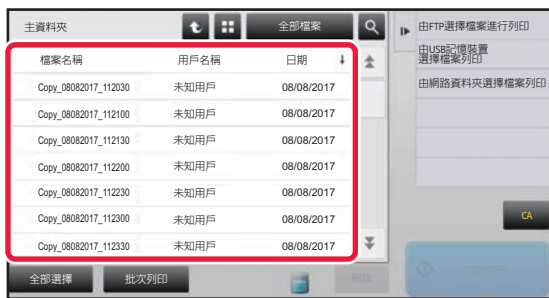 主資料夾 全部檔案
檔案名稱 用戶名稱 日期
Copy_08082017_112030 未知用戶 08/08/2017
Copy_08082017_112100 未知用戶 08/08/2017
Copy_08082017_112130 未知用戶 08/08/2017
Copy_08082017_112200 未知用戶 08/08/2017
Copy_08082017_112230 未知用戶 08/08/2017
Copy_08082017_112300 未知用戶 08/08/2017
Copy_08082017_112330 未知用戶 08/08/2017
全部選擇 批次列印 刪除
由FTP選擇檔案進行列印
由USB記憶裝置
選擇檔案列印
由網路資料夾選擇檔案列印
CA